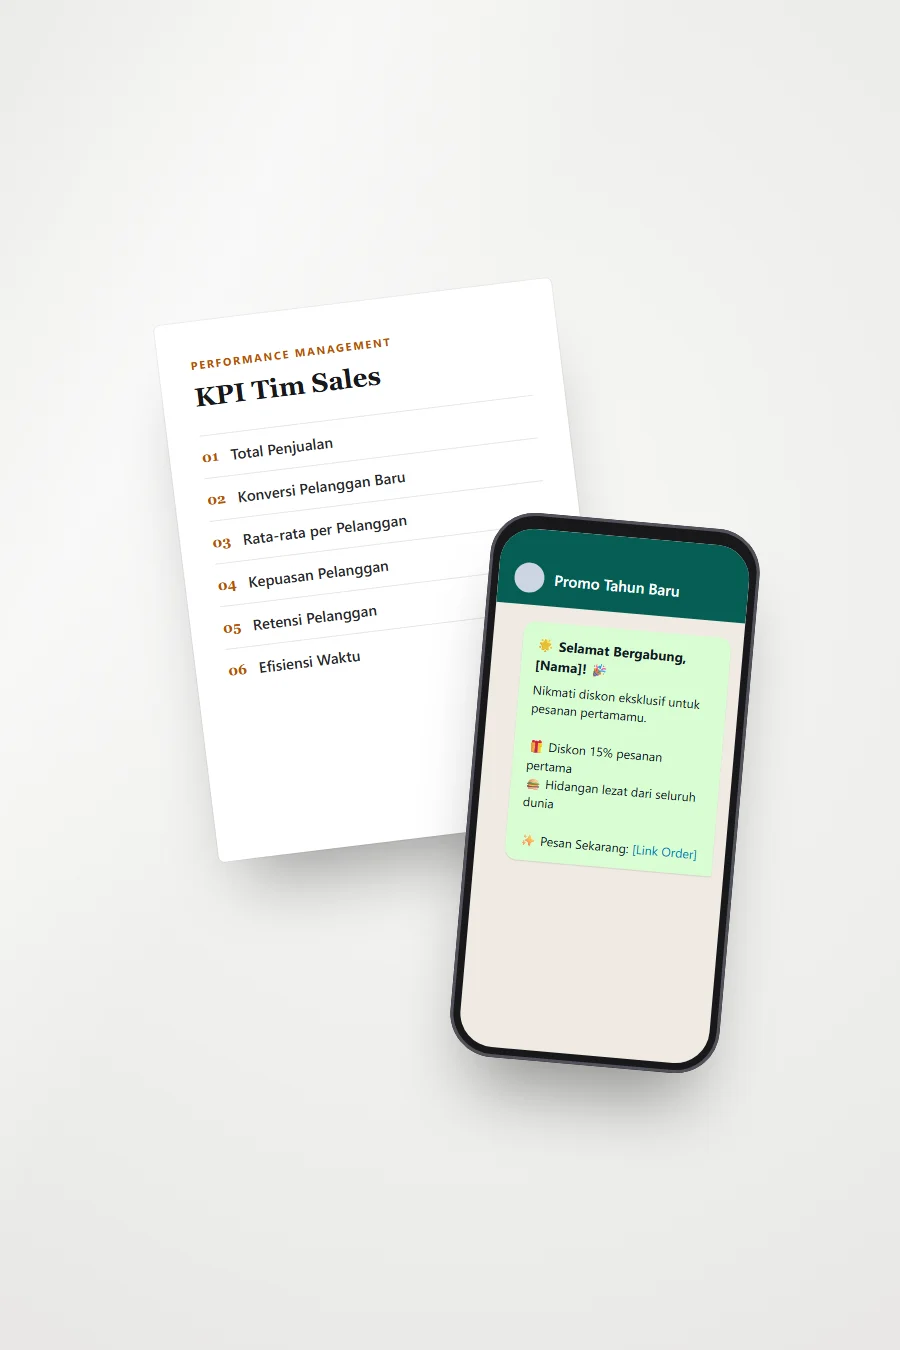 PERFORMANCE MANAGEMENT
KPI Tim Sales
01 Total Penjualan
02 Konversi Pelanggan Baru
03 Rata-rata per Pelanggan
04 Kepuasan Pelanggan
05 Retensi Pelanggan
06 Efisiensi Waktu
Promo Tahun Baru
☀️ Selamat Bergabung,
[Nama]! 🎉
Nikmati diskon eksklusif untuk
pesanan pertamamu.
🎁 Diskon 15% pesanan
pertama
🍔 Hidangan lezat dari seluruh
dunia
✨ Pesan Sekarang: [Link Order]